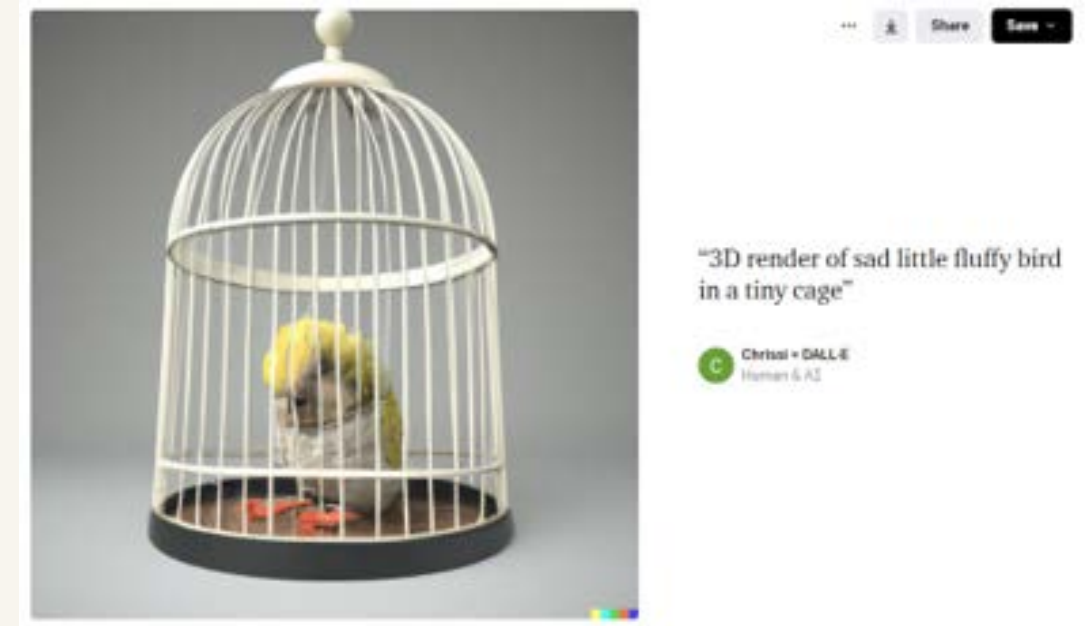 Share
Save
“3D render of sad little fluffy bird
in a tiny cage”
C
Chrissi × DALL·E
Human & AI